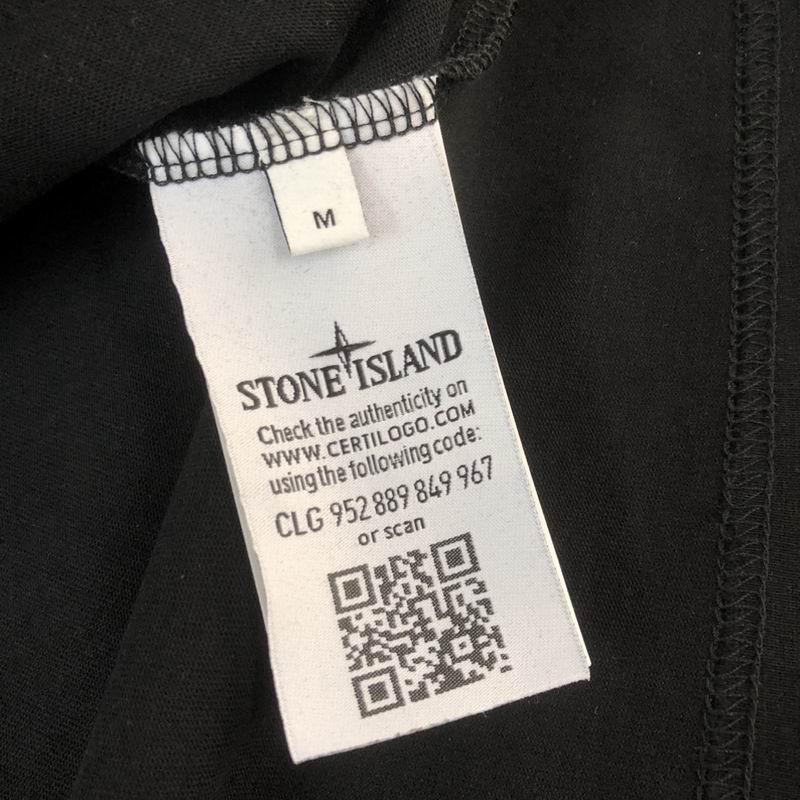 M
STONE ISLAND
Check the authenticity on
WWW.CERTILOGO.COM
using the following code:
CLG 952 889 849 967
or scan